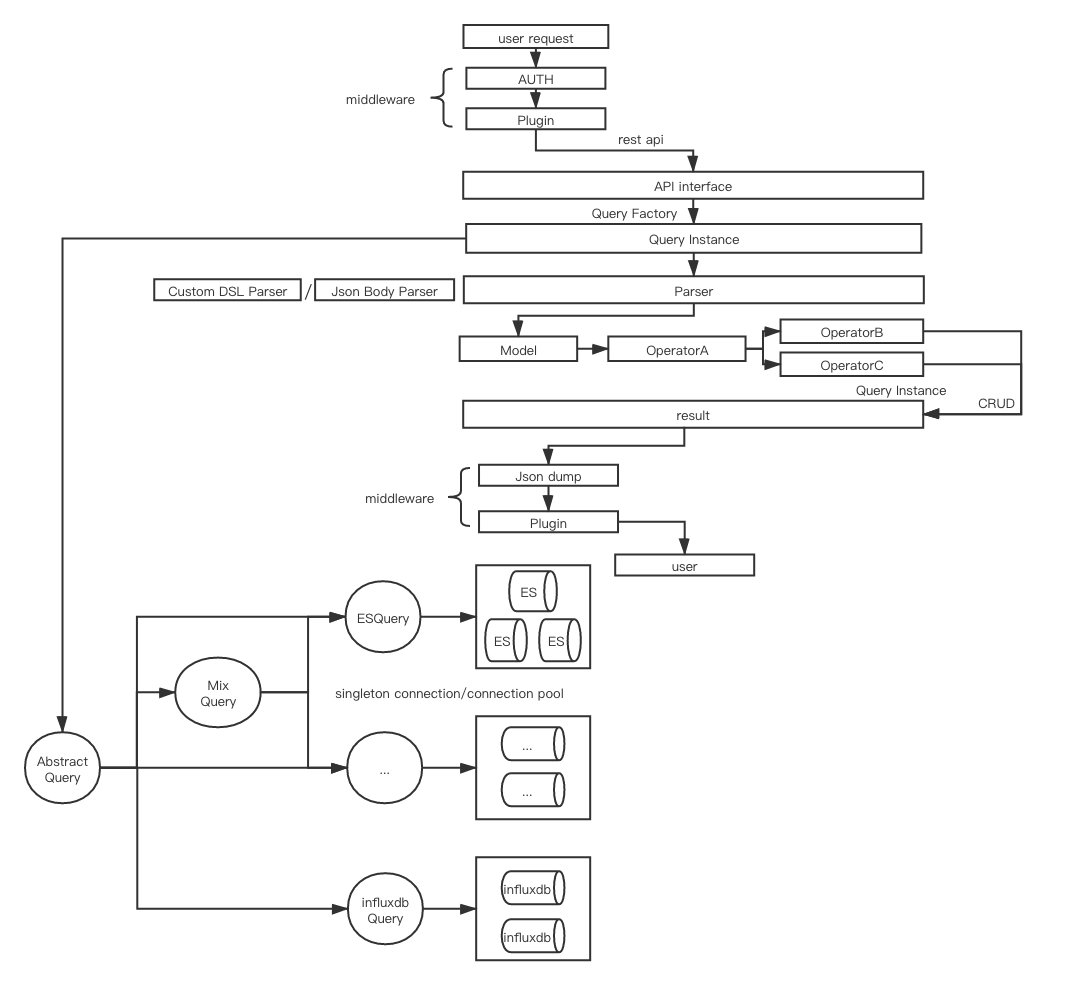 user request
AUTH
middleware
Plugin
rest api
API interface
Query Factory
Query Instance
Custom DSL Parser
/
Json Body Parser
Parser
Model
OperatorA
OperatorB
OperatorC
Query Instance
CRUD
result
Json dump
middleware
Plugin
user
ES
ES
ES
ESQuery
Mix
Query
singleton connection/connection pool
Abstract
Query
...
...
...
influxdb
Query
influxdb
influxdb